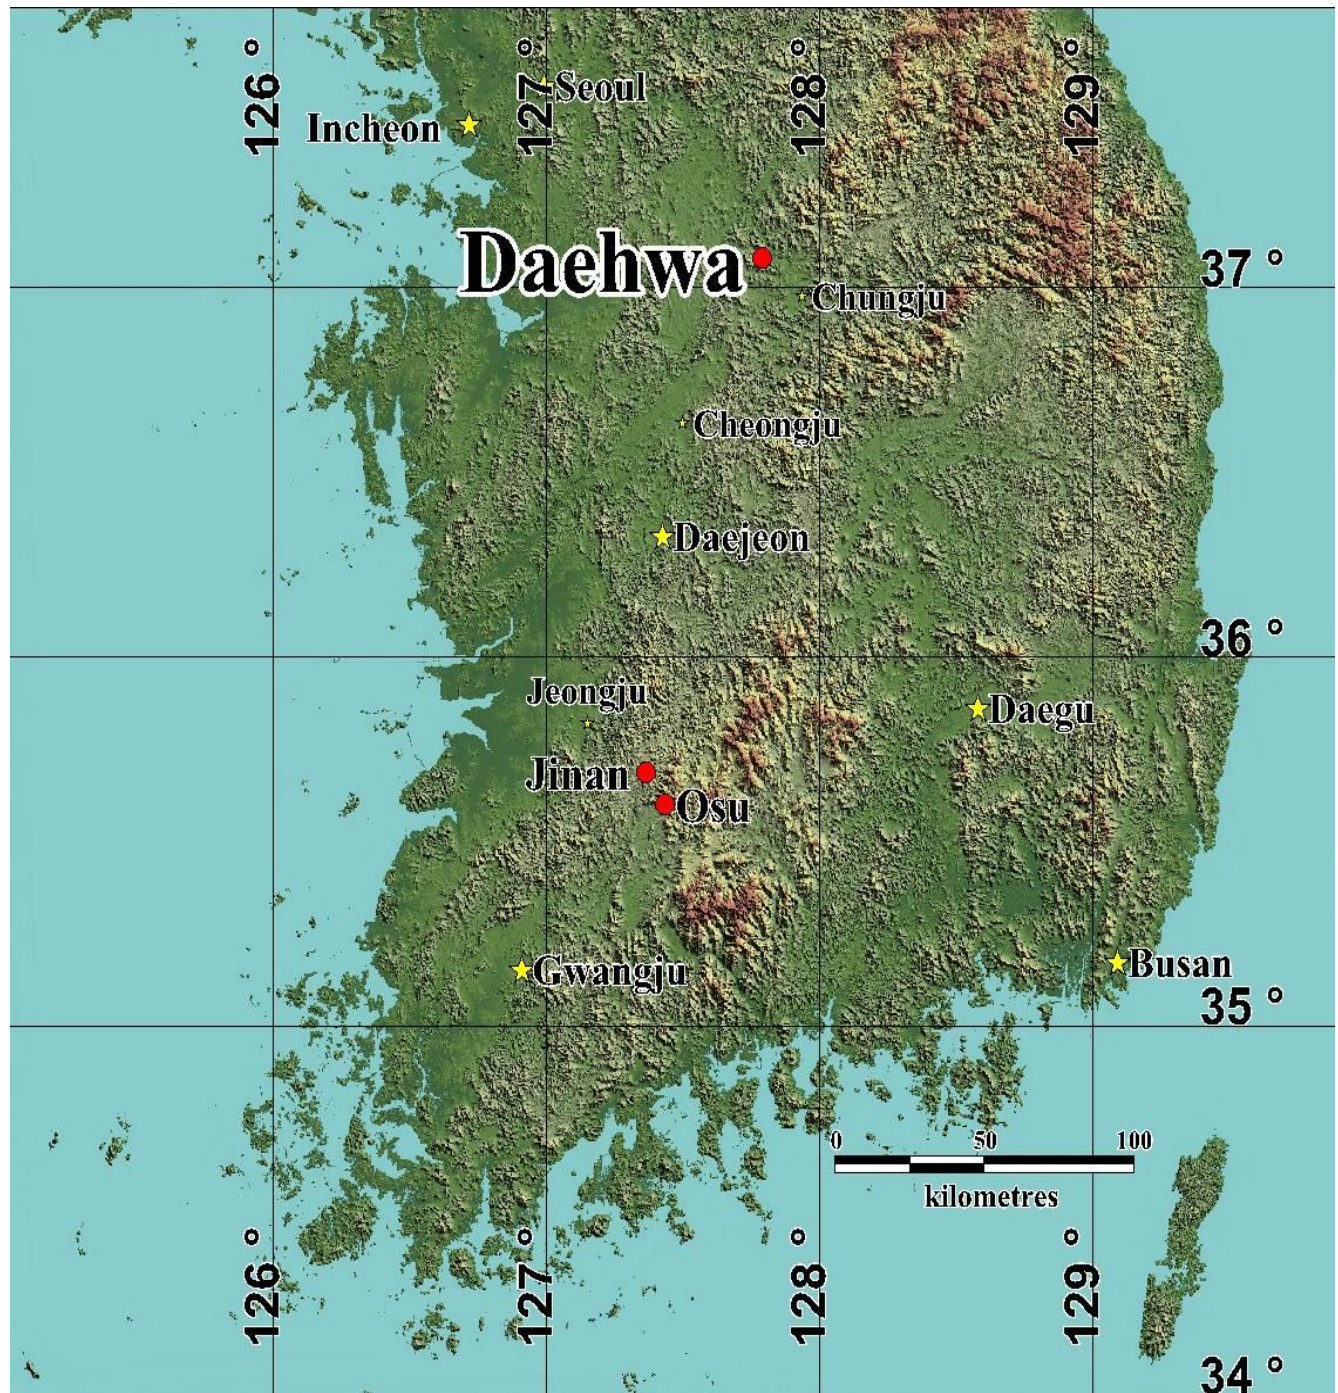 126 °
127 °
128 °
129 °
Seoul
Incheon
Daehwa
37 °
Chungju
Cheongju
Daejeon
36 °
Jeongju
Daegu
Jinan
Osu
Gwangju
Busan
35 °
0 50 100
kilometres
126 °
127 °
128 °
129 °
34 °